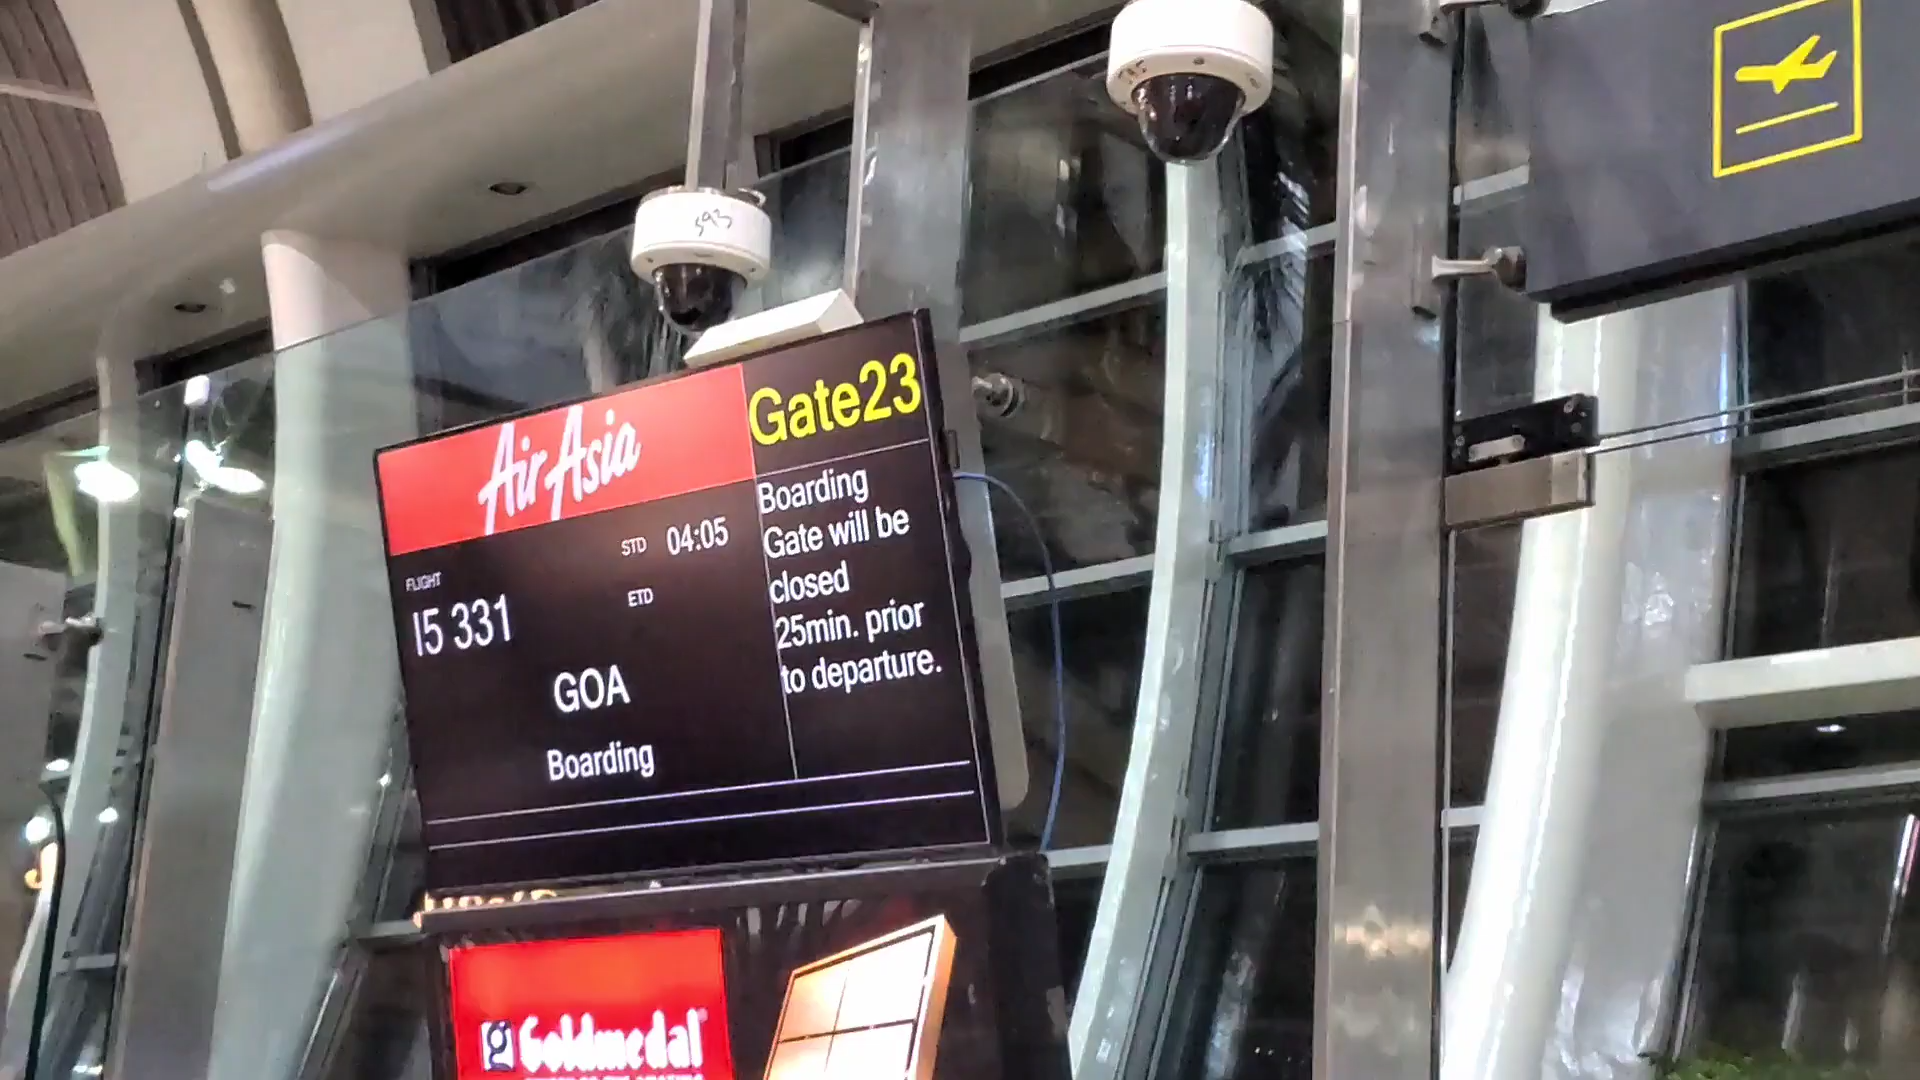 593
AirAsia
Gate23
STD 04:05
FLIGHT
ETD
I5 331
GOA
Boarding
Boarding
Gate will be
closed
25min. prior
to departure.
Goldmedal